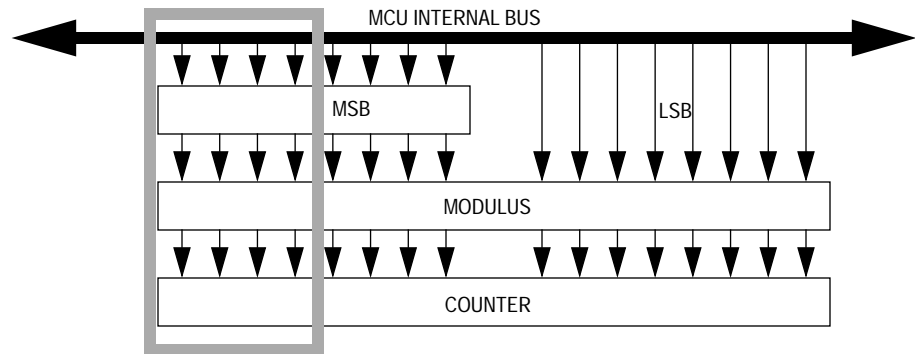 MCU INTERNAL BUS
MSB
LSB
MODULUS
COUNTER